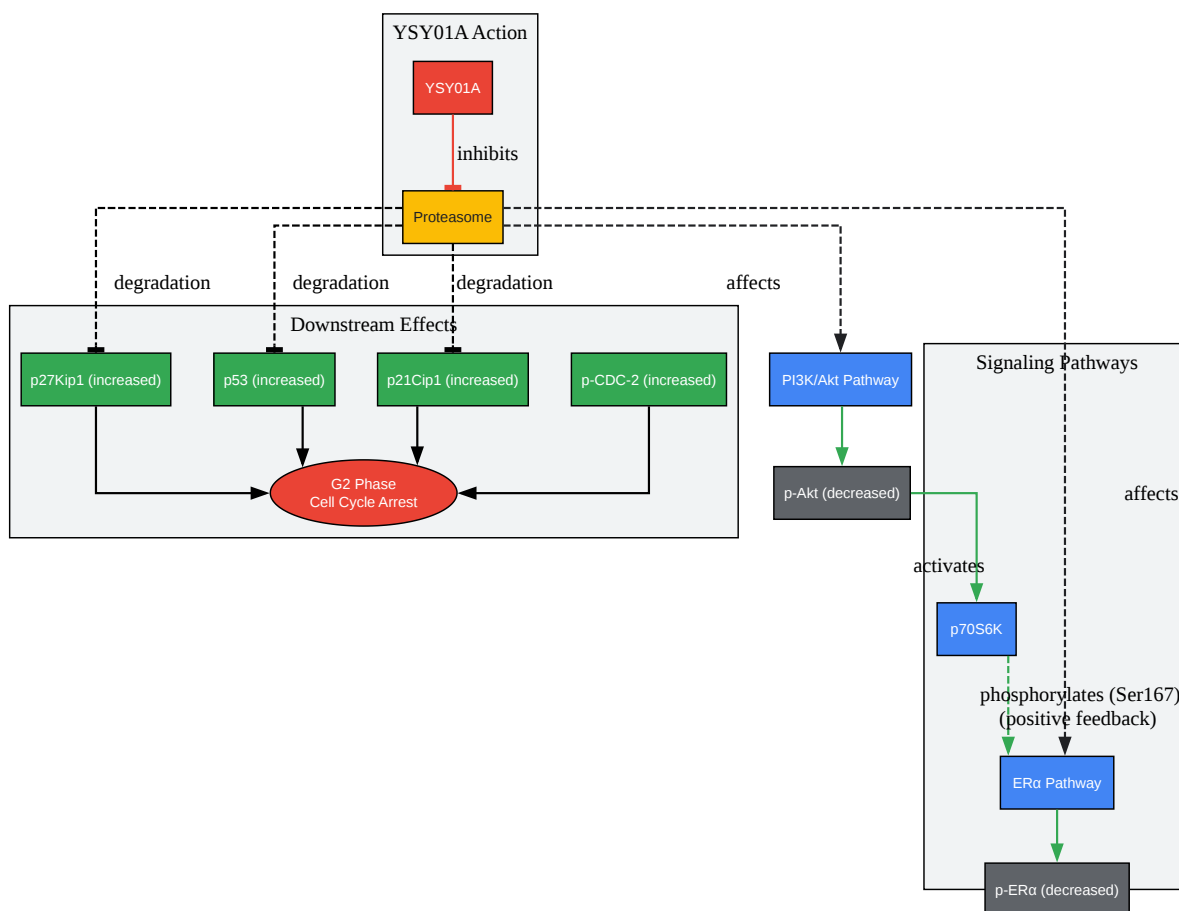 YSY01A Action
YSY01A
inhibits
Proteasome
degradation
degradation
degradation
affects
Downstream Effects
p27Kip1 (increased)
p53 (increased)
p21Cip1 (increased)
p-CDC-2 (increased)
PI3K/Akt Pathway
Signaling Pathways
G2 Phase
Cell Cycle Arrest
p-Akt (decreased)
affects
activates
p70S6K
phosphorylates (Ser167)
(positive feedback)
ERα Pathway
p-ERα (decreased)